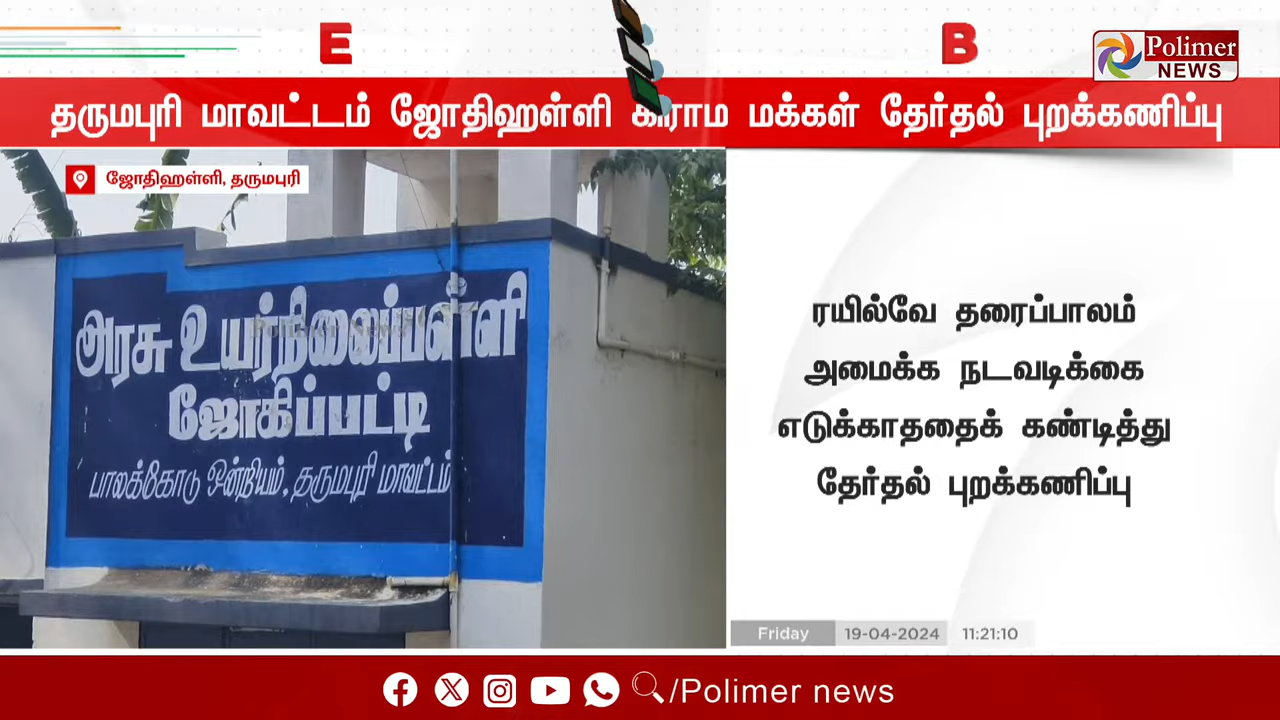 E
B
Polimer
NEWS
தருமபுரி மாவட்டம் ஜோதிஹள்ளி கிராம மக்கள் தேர்தல் புறக்கணிப்பு
ஜோதிஹள்ளி, தருமபுரி
அரசு உயர்நிலைப்பள்ளி
ஜோகிப்பட்டி
பாலக்கோடு ஒன்றியம், தருமபுரி மாவட்டம்
Polimer News
ரயில்வே தரைப்பாலம்
அமைக்க நடவடிக்கை
எடுக்காததைக் கண்டித்து
தேர்தல் புறக்கணிப்பு
Friday 19-04-2024 11:21:10
/Polimer news